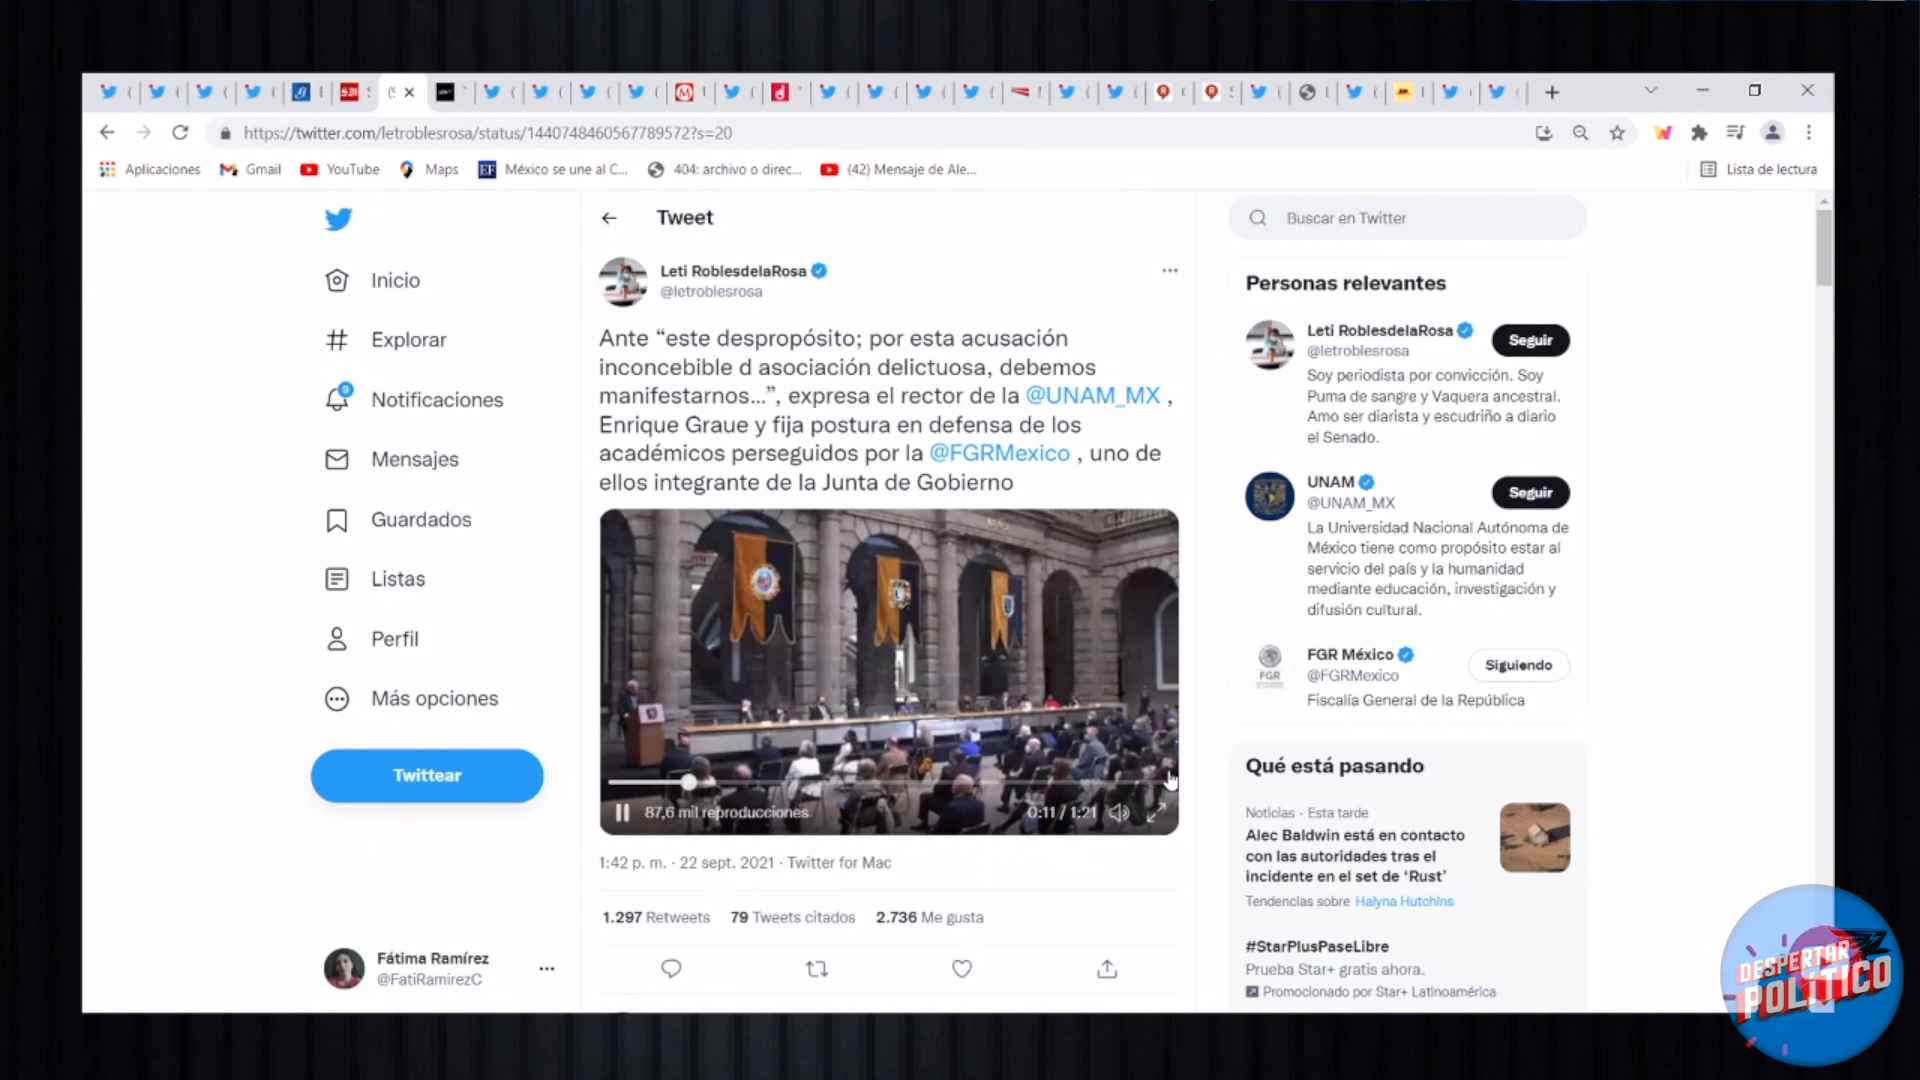 https://twitter.com/letroblesrosa/status/1440748460567789572?s=20
Aplicaciones
Gmail
YouTube
Maps
México se une al C...
404: archivo o direc...
(42) Mensaje de Ale...
Lista de lectura
Inicio
Explorar
9
Notificaciones
Mensajes
Guardados
Listas
Perfil
Más opciones
Twittear
Fátima Ramírez
@FatiRamirezC
Tweet
Leti RoblesdelaRosa
@letroblesrosa
Ante “este despropósito; por esta acusación
inconcebible d asociación delictuosa, debemos
manifestarnos...”, expresa el rector de la @UNAM_MX ,
Enrique Graue y fija postura en defensa de los
académicos perseguidos por la @FGRMexico , uno de
ellos integrante de la Junta de Gobierno
87,6 mil reproducciones
0:11 / 1:21
1:42 p. m. · 22 sept. 2021 · Twitter for Mac
1.297 Retweets 79 Tweets citados 2.736 Me gusta
Buscar en Twitter
Personas relevantes
Leti RoblesdelaRosa
@letroblesrosa
Seguir
Soy periodista por convicción. Soy
Puma de sangre y Vaquera ancestral.
Amo ser diarista y escudriño a diario
el Senado.
UNAM
@UNAM_MX
Seguir
La Universidad Nacional Autónoma de
México tiene como propósito estar al
servicio del país y la humanidad
mediante educación, investigación y
difusión cultural.
FGR
FGR México
@FGRMexico
Siguiendo
Fiscalía General de la República
Qué está pasando
Noticias · Esta tarde
Alec Baldwin está en contacto
con las autoridades tras el
incidente en el set de ‘Rust’
Tendencias sobre Halyna Hutchins
#StarPlusPaseLibre
Prueba Star+ gratis ahora.
Promocionado por Star+ Latinoamérica
DESPERTAR
POLÍTICO